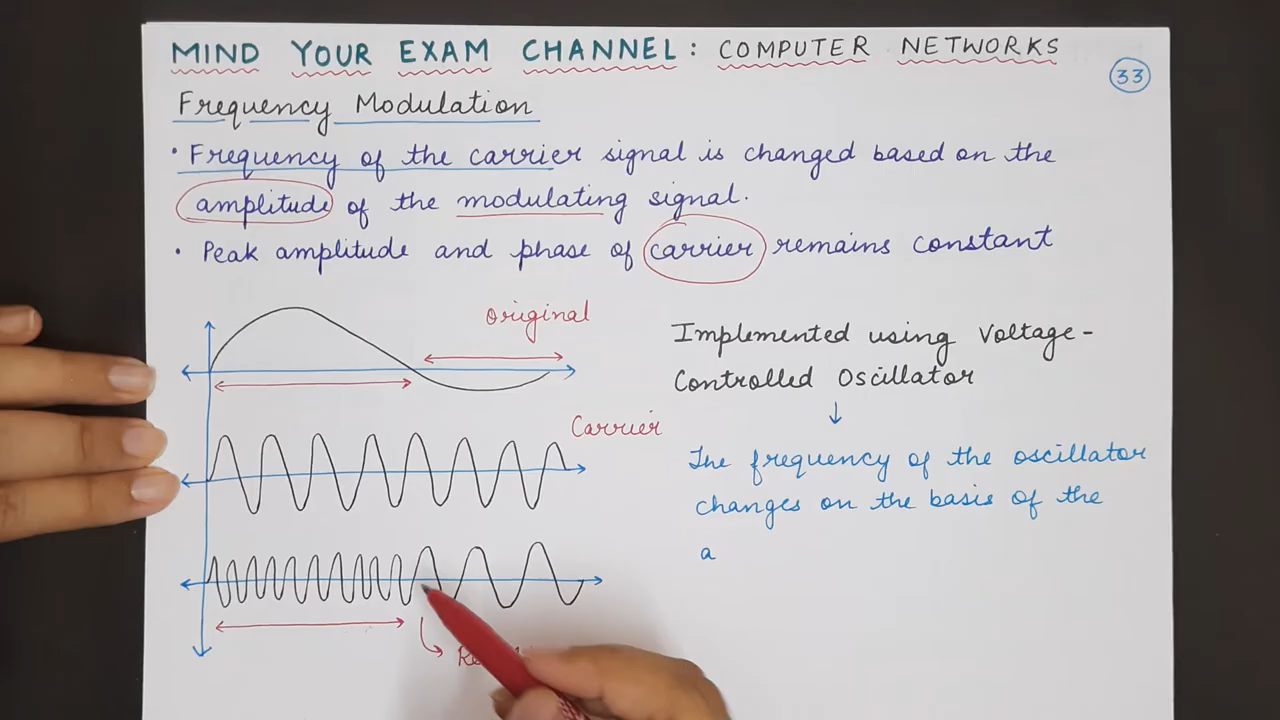 MIND YOUR EXAM CHANNEL: COMPUTER NETWORKS
33
Frequency Modulation
• Frequency of the carrier signal is changed based on the
amplitude of the modulating signal.
• Peak amplitude and phase of carrier remains constant
original
Implemented using Voltage-
Controlled Oscillator
Carrier
The frequency of the oscillator
changes on the basis of the
a